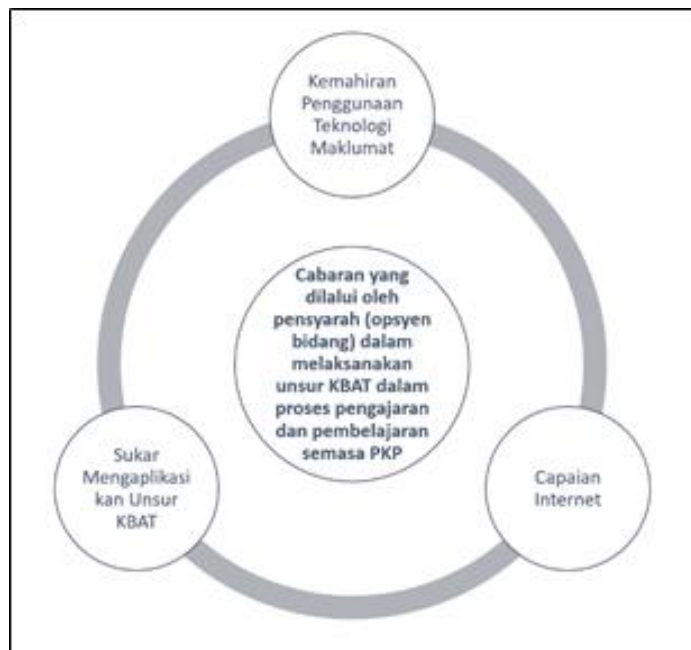 Kemahiran
Penggunaan
Teknologi
Maklumat
Cabaran yang
dilalui oleh
pensyarah (opsyen
bidang) dalam
melaksanakan
unsur KBAT dalam
proses pengajaran
dan pembelajaran
semasa PKP
Sukar
Mengaplikasi
kan Unsur
KBAT
Capaian
Internet